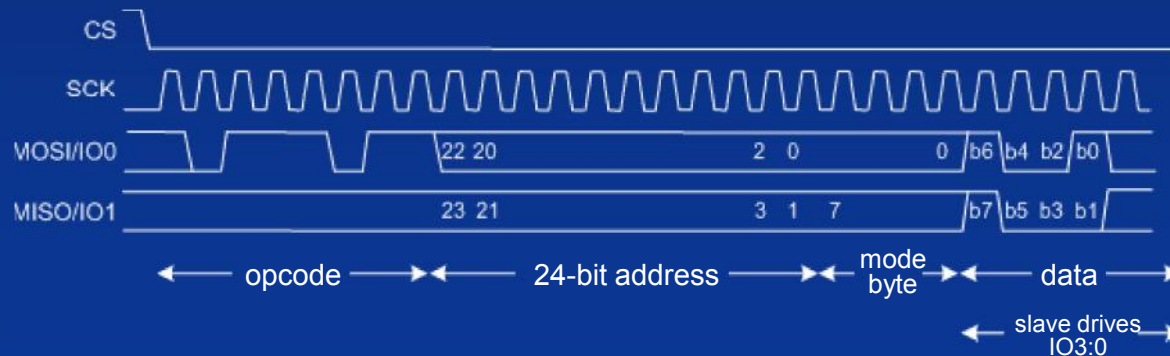 CS
SCK
MOSI/IO0 22 20 2 0 0 b6 b4 b2 b0
MISO/IO1 23 21 3 1 7 b7 b5 b3 b1
opcode 24-bit address mode byte data
slave drives
IO3:0